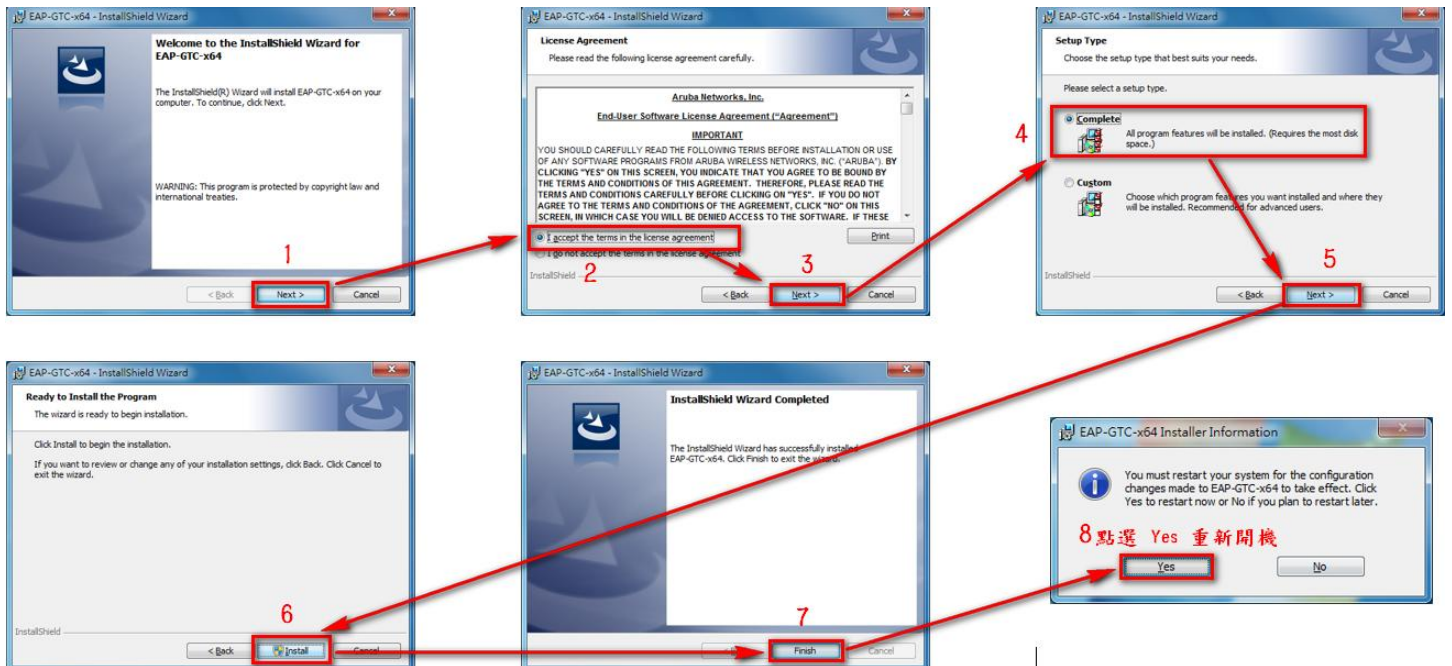 EAP-GTC-x64 - InstallShield Wizard
Welcome to the InstallShield Wizard for
EAP-GTC-x64
The InstallShield(R) Wizard will install EAP-GTC-x64 on your
computer. To continue, click Next.
WARNING: This program is protected by copyright law and
international treaties.
1
< Back
Next >
Cancel
EAP-GTC-x64 - InstallShield Wizard
License Agreement
Please read the following license agreement carefully.
Aruba Networks, Inc.
End-User Software License Agreement ("Agreement")
IMPORTANT
YOU SHOULD CAREFULLY READ THE FOLLOWING TERMS BEFORE INSTALLATION OR USE
OF ANY SOFTWARE PROGRAMS FROM ARUBA WIRELESS NETWORKS, INC. ("ARUBA"). BY
CLICKING "YES" ON THIS SCREEN, YOU INDICATE THAT YOU AGREE TO BE BOUND BY
THE TERMS AND CONDITIONS OF THIS AGREEMENT. THEREFORE, PLEASE READ THE
TERMS AND CONDITIONS CAREFULLY BEFORE CLICKING ON "YES". IF YOU DO NOT
AGREE TO THE TERMS AND CONDITIONS OF THE AGREEMENT, CLICK "NO" ON THIS
SCREEN, IN WHICH CASE YOU WILL BE DENIED ACCESS TO THE SOFTWARE. IF THESE
I accept the terms in the license agreement
Print
I do not accept the terms in the license agreement
2
3
InstallShield
< Back
Next >
Cancel
EAP-GTC-x64 - InstallShield Wizard
Setup Type
Choose the setup type that best suits your needs.
Please select a setup type.
4
Complete
All program features will be installed. (Requires the most disk
space.)
Custom
Choose which program features you want installed and where they
will be installed. Recommended for advanced users.
5
InstallShield
< Back
Next >
Cancel
EAP-GTC-x64 - InstallShield Wizard
Ready to Install the Program
The wizard is ready to begin installation.
Click Install to begin the installation.
If you want to review or change any of your installation settings, click Back. Click Cancel to
exit the wizard.
6
InstallShield
< Back
Install
Cancel
EAP-GTC-x64 - InstallShield Wizard
InstallShield Wizard Completed
The InstallShield Wizard has successfully installed
EAP-GTC-x64. Click Finish to exit the wizard.
7
< Back
Finish
Cancel
EAP-GTC-x64 Installer Information
You must restart your system for the configuration
changes made to EAP-GTC-x64 to take effect. Click
Yes to restart now or No if you plan to restart later.
8點選 Yes 重新開機
Yes
No